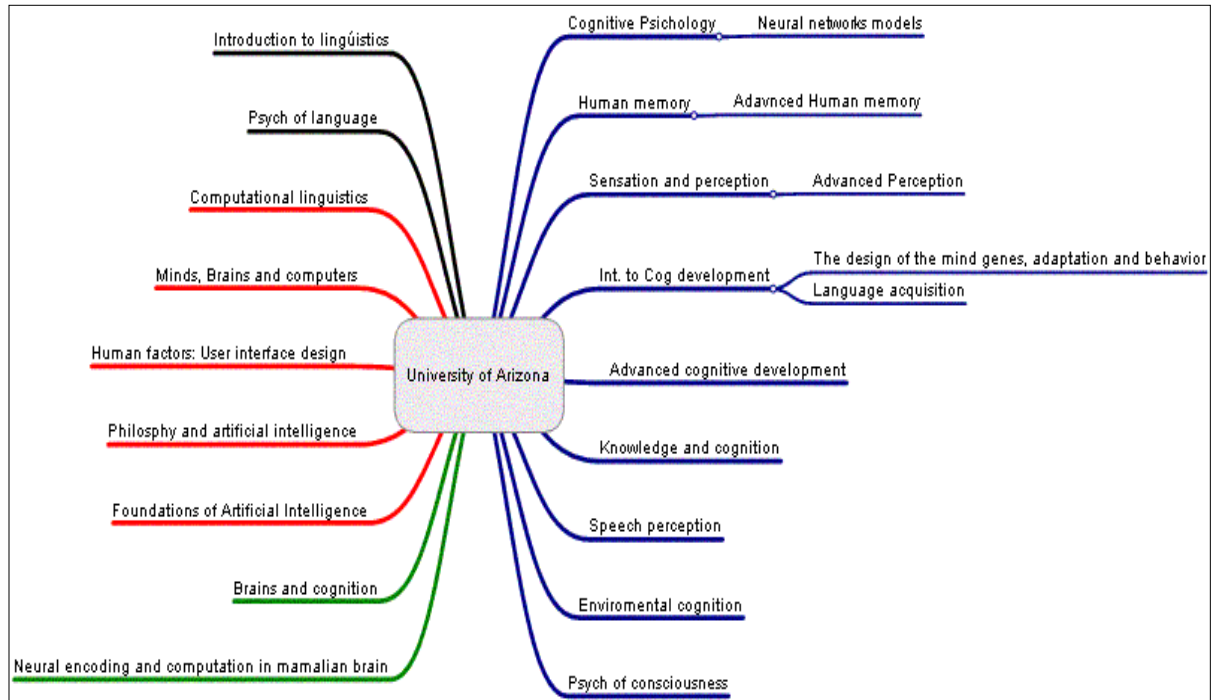 Introduction to lingúistics
Psych of language
Computational linguistics
Minds, Brains and computers
Human factors: User interface design
Philosphy and artificial intelligence
Foundations of Artificial Intelligence
Brains and cognition
Neural encoding and computation in mamalian brain
University of Arizona
Cognitive Psichology
Neural networks models
Human memory
Adavnced Human memory
Sensation and perception
Advanced Perception
Int. to Cog development
The design of the mind genes, adaptation and behavior
Language acquisition
Advanced cognitive development
Knowledge and cognition
Speech perception
Enviromental cognition
Psych of consciousness